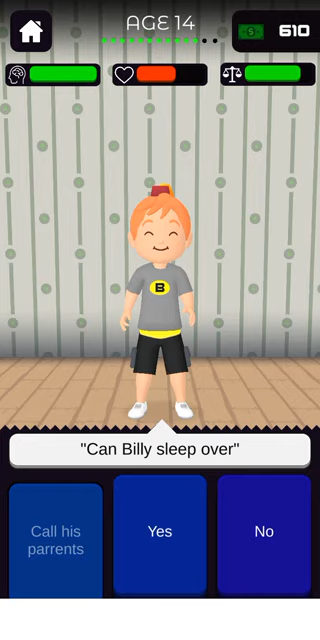 AGE 14
610
B
"Can Billy sleep over"
Call his
parrents
Yes
No